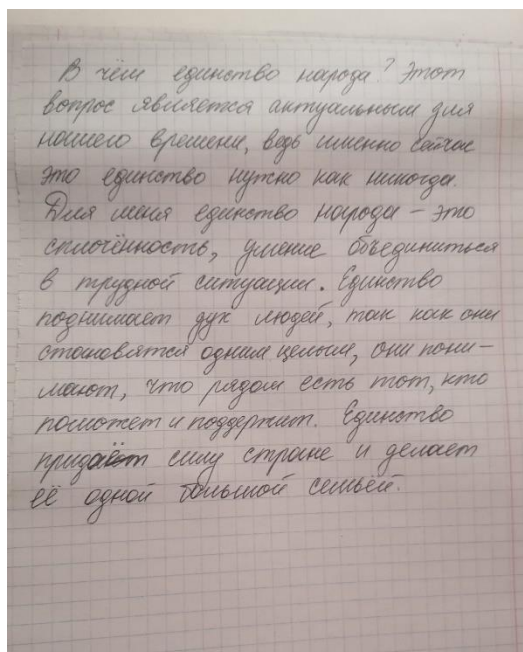 В чём единство народа? Этот
вопрос является актуальным для
нашего времени, ведь именно сейчас
это единство нужно как никогда.
Для меня единство народа – это
сплочённость, умение объединиться
в трудной ситуации. Единство
поднимает дух людей, так как они
становятся одним целым, они пони-
мают, что рядом есть тот, кто
поможет и поддержит. Единство
придаёт силу стране и делает
её одной большой семьёй.